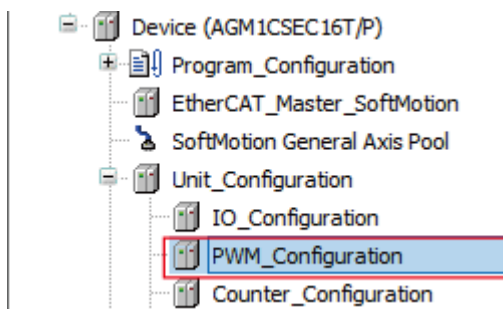 Device (AGM1CSEC16T/P)
Program_Configuration
EtherCAT_Master_SoftMotion
SoftMotion General Axis Pool
Unit_Configuration
IO_Configuration
PWM_Configuration
Counter_Configuration